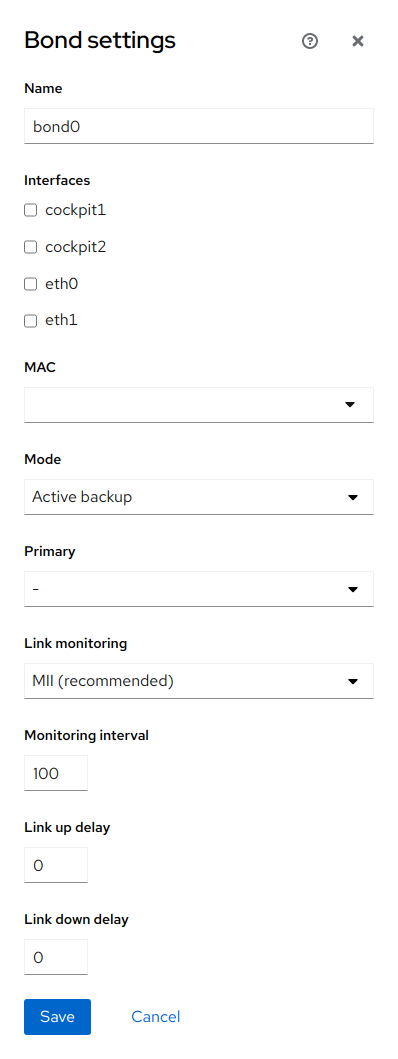 Bond settings
Name
bond0
Interfaces
cockpit1
cockpit2
eth0
eth1
MAC
Mode
Active backup
Primary
-
Link monitoring
MII (recommended)
Monitoring interval
100
Link up delay
0
Link down delay
0
Save Cancel